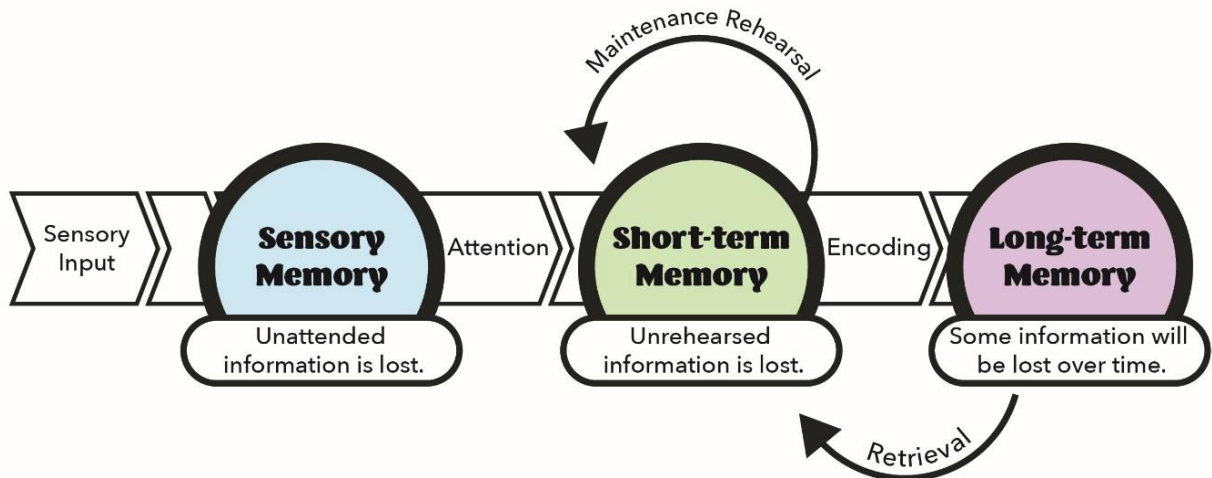 Maintenance Rehearsal
Sensory
Input
Sensory
Memory
Attention
Short-term
Memory
Encoding
Long-term
Memory
Unattended
information is lost.
Unrehearsed
information is lost.
Some information will
be lost over time.
Retrieval